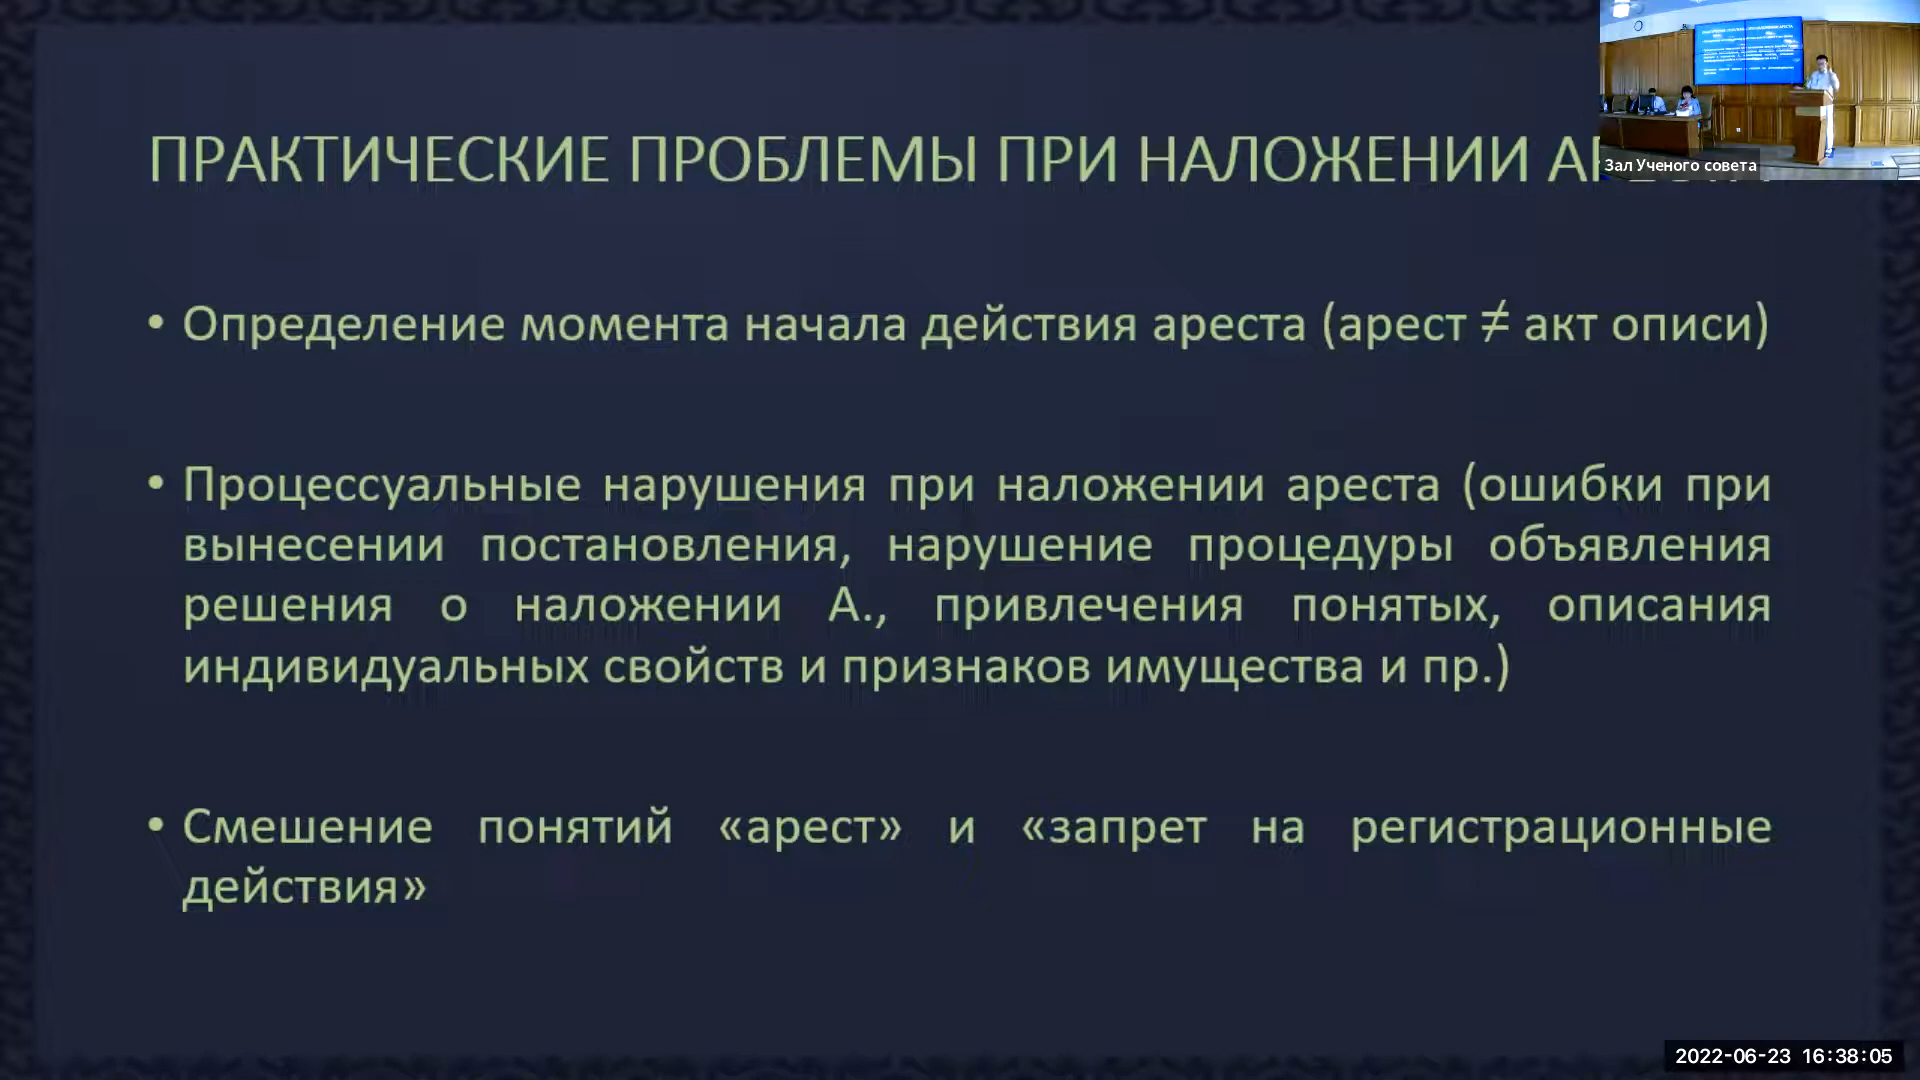 ПРАКТИЧЕСКИЕ ПРОБЛЕМЫ ПРИ НАЛОЖЕНИИ
Зал Ученого совета
• Определение момента начала действия ареста (арест ≠ акт описи)
• Процессуальные нарушения при наложении ареста (ошибки при
вынесении постановления, нарушение процедуры объявления
решения о наложении А., привлечения понятых, описания
индивидуальных свойств и признаков имущества и пр.)
• Смешение понятий «арест» и «запрет на регистрационные
действия»
2022-06-23 16:38:05